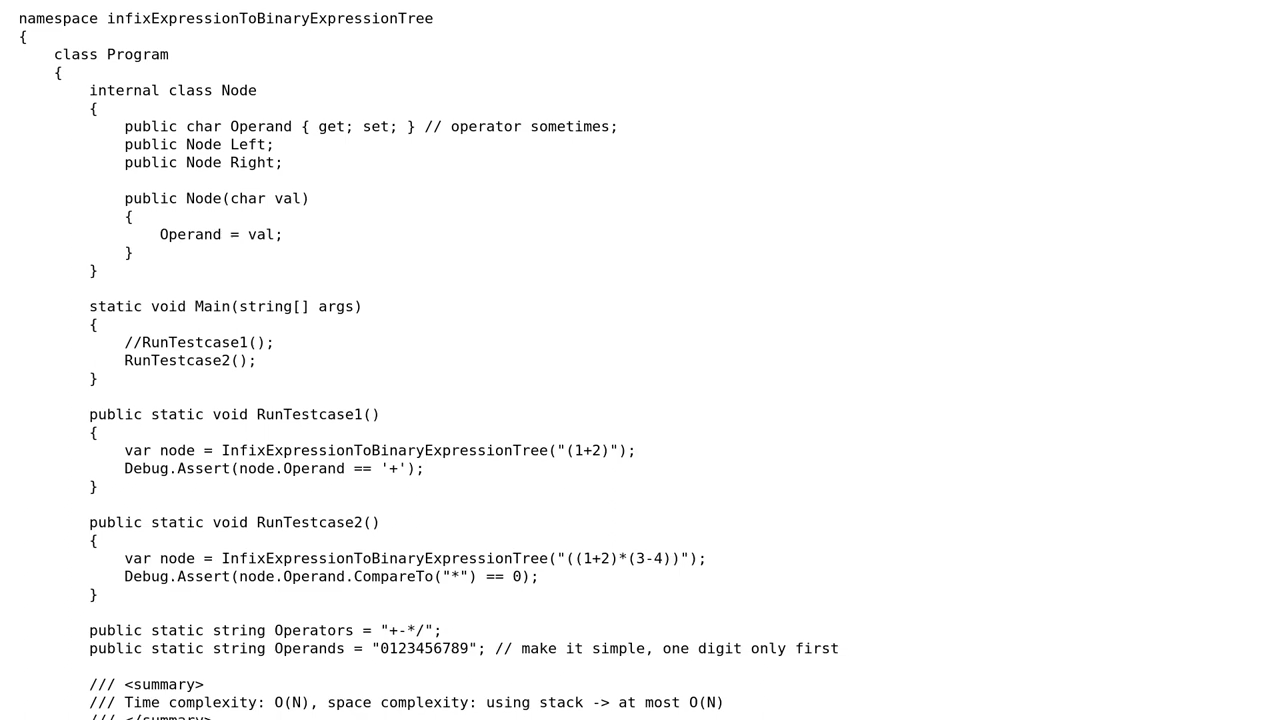 namespace infixExpressionToBinaryExpressionTree
{
    class Program
    {
        internal class Node
        {
            public char Operand { get; set; } // operator sometimes;
            public Node Left;
            public Node Right;

            public Node(char val)
            {
                Operand = val;
            }
        }

        static void Main(string[] args)
        {
            //RunTestcase1();
            RunTestcase2();
        }

        public static void RunTestcase1()
        {
            var node = InfixExpressionToBinaryExpressionTree("(1+2)");
            Debug.Assert(node.Operand == '+');
        }

        public static void RunTestcase2()
        {
            var node = InfixExpressionToBinaryExpressionTree("((1+2)*(3-4))");
            Debug.Assert(node.Operand.CompareTo("*") == 0);
        }

        public static string Operators = "+-*/";
        public static string Operands = "0123456789"; // make it simple, one digit only first

        /// <summary>
        /// Time complexity: O(N), space complexity: using stack -> at most O(N)
        /// </summary>